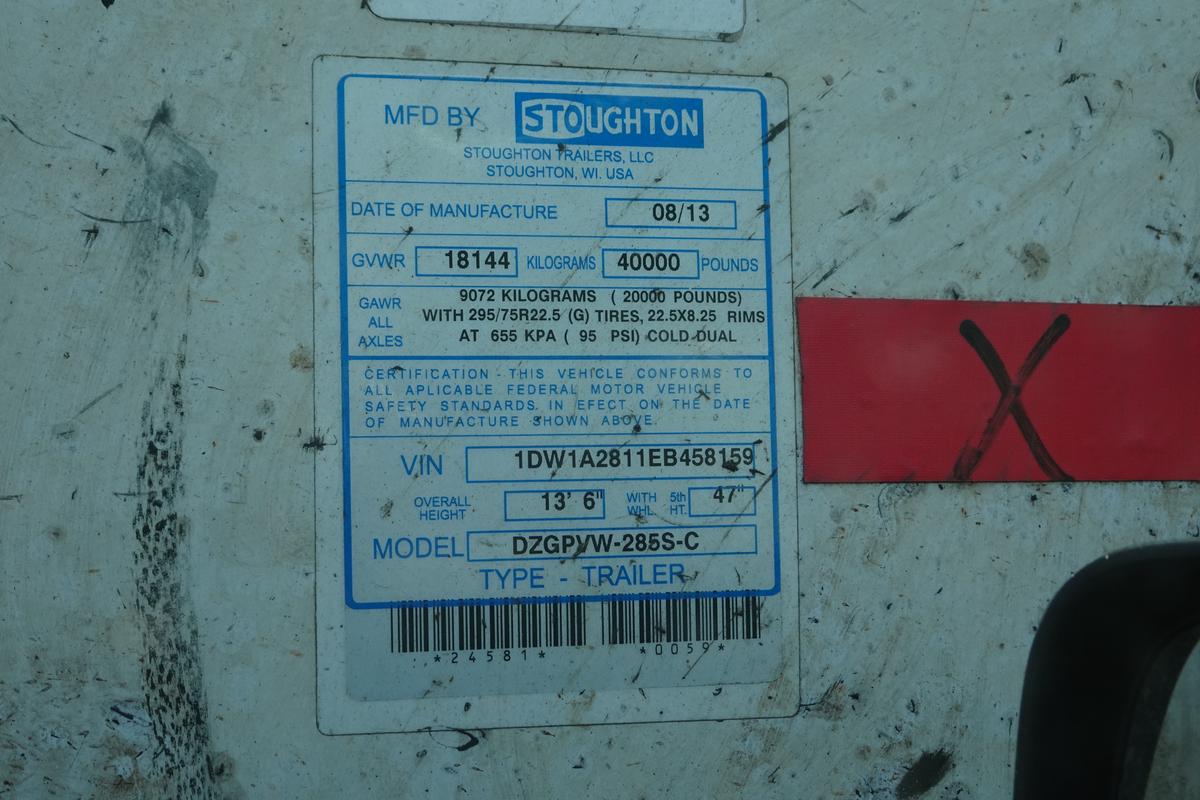 MFD BY STOUGHTON
STOUGHTON TRAILERS, LLC
STOUGHTON, WI. USA
DATE OF MANUFACTURE 08/13
GVWR 18144 KILOGRAMS 40000 POUNDS
GAWR ALL AXLES
9072 KILOGRAMS ( 20000 POUNDS)
WITH 295/75R22.5 (G) TIRES, 22.5X8.25 RIMS
AT 655 KPA ( 95 PSI) COLD DUAL
CERTIFICATION - THIS VEHICLE CONFORMS TO
ALL APLICABLE FEDERAL MOTOR VEHICLE
SAFETY STANDARDS IN EFECT ON THE DATE
OF MANUFACTURE SHOWN ABOVE.
VIN 1DW1A2811EB458159
OVERALL HEIGHT 13' 6" WITH WHL. 5th HT. 47"
MODEL DZGPVW-285S-C
TYPE - TRAILER
*24581* *0059*
X